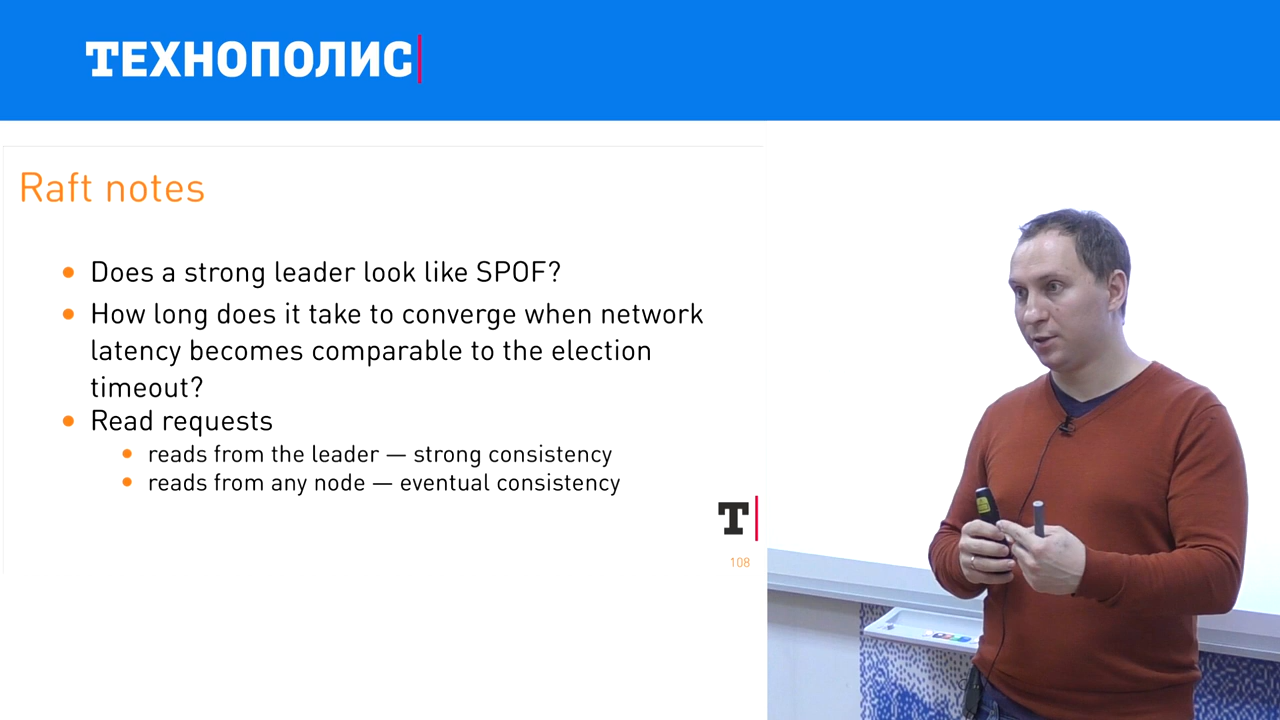 ТЕХНОПОЛИС
Raft notes
Does a strong leader look like SPOF?
How long does it take to converge when network
latency becomes comparable to the election
timeout?
Read requests
reads from the leader — strong consistency
reads from any node — eventual consistency
Т
108